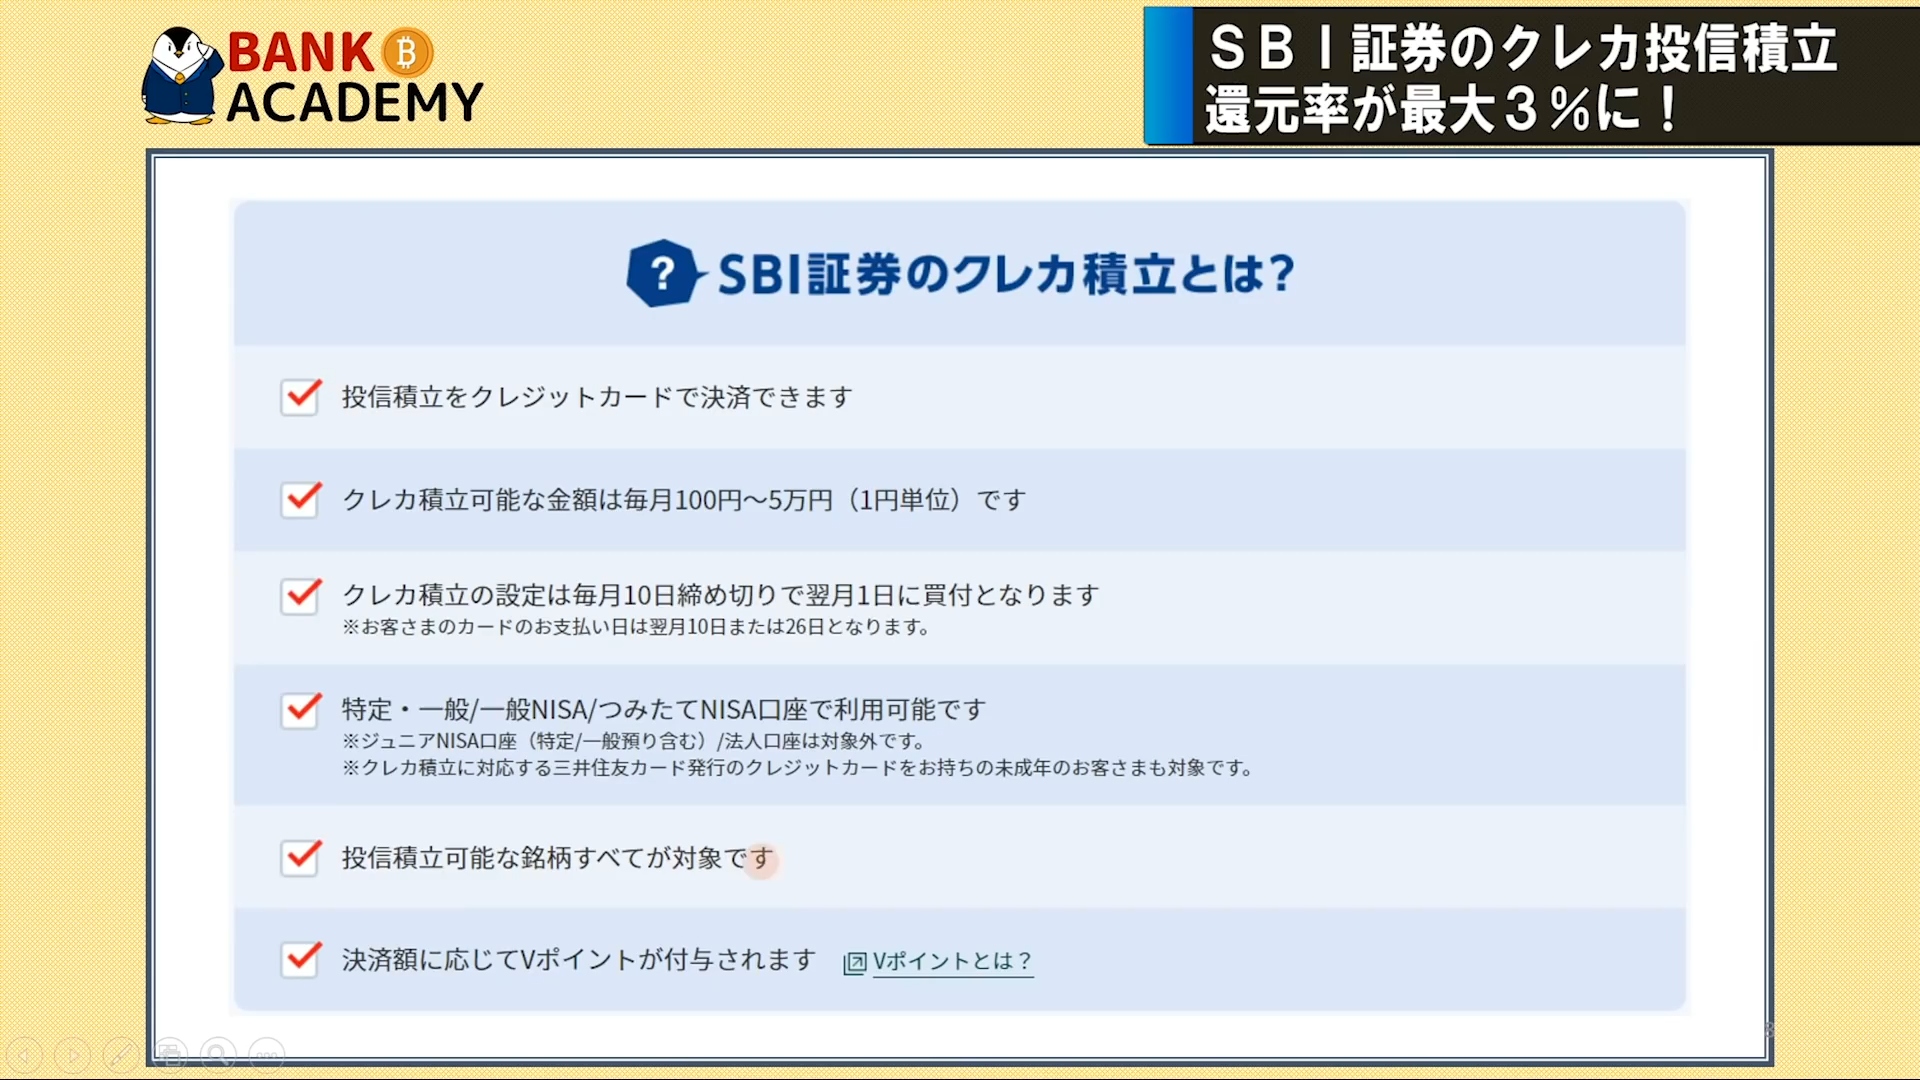 BANK
ACADEMY
ＳＢＩ証券のクレカ投信積立
還元率が最大３％に！
? SBI証券のクレカ積立とは?
投信積立をクレジットカードで決済できます
クレカ積立可能な金額は毎月100円～5万円（1円単位）です
クレカ積立の設定は毎月10日締め切りで翌月1日に買付となります
※お客さまのカードのお支払い日は翌月10日または26日となります。
特定・一般/一般NISA/つみたてNISA口座で利用可能です
※ジュニアNISA口座（特定/一般預り含む）/法人口座は対象外です。
※クレカ積立に対応する三井住友カード発行のクレジットカードをお持ちの未成年のお客さまも対象です。
投信積立可能な銘柄すべてが対象です
決済額に応じてVポイントが付与されます Vポイントとは？